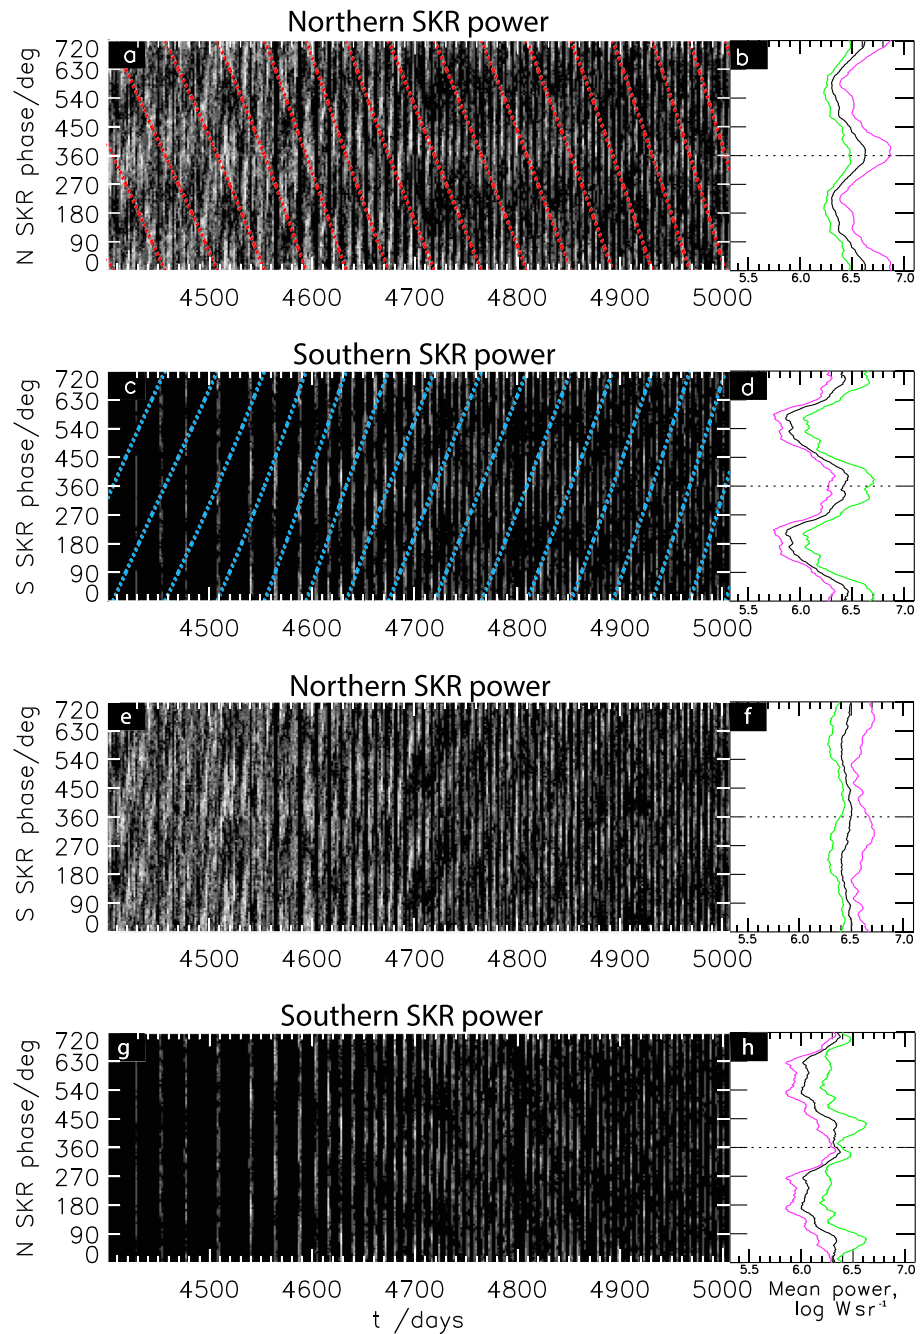 Northern SKR power
a
b
N SKR phase/deg
720
630
540
450
360
270
180
90
0
4500 4600 4700 4800 4900 5000
5.5 6.0 6.5 7.0
Southern SKR power
c
d
S SKR phase/deg
720
630
540
450
360
270
180
90
0
4500 4600 4700 4800 4900 5000
5.5 6.0 6.5 7.0
Northern SKR power
e
f
S SKR phase/deg
720
630
540
450
360
270
180
90
0
4500 4600 4700 4800 4900 5000
5.5 6.0 6.5 7.0
Southern SKR power
g
h
N SKR phase/deg
720
630
540
450
360
270
180
90
0
4500 4600 4700 4800 4900 5000
5.5 6.0 6.5 7.0
t /days
Mean power,
log Wsr⁻¹